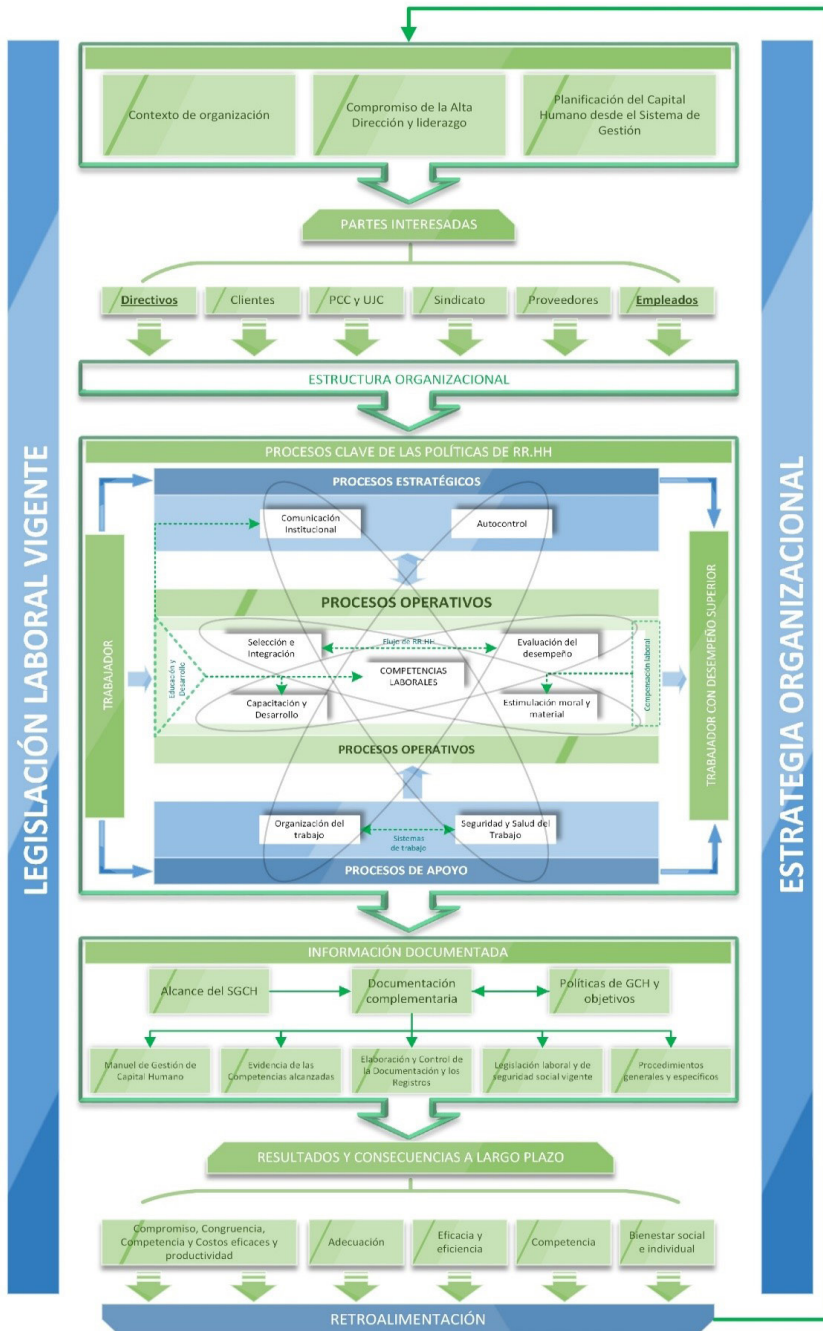 LEGISLACIÓN LABORAL VIGENTE
ESTRATEGIA ORGANIZACIONAL
Contexto de organización
Compromiso de la Alta
Dirección y liderazgo
Planificación del Capital
Humano desde el Sistema de
Gestión
PARTES INTERESADAS
Directivos
Clientes
PCC y UJC
Sindicato
Proveedores
Empleados
ESTRUCTURA ORGANIZACIONAL
PROCESOS CLAVE DE LAS POLÍTICAS DE RR.HH
PROCESOS ESTRATÉGICOS
Comunicación
Institucional
Autocontrol
TRABAJADOR
PROCESOS OPERATIVOS
Educación y
Desarrollo
Selección e
Integración
Flujo de RR.HH
Evaluación del
desempeño
COMPETENCIAS
LABORALES
Capacitación y
Desarrollo
Estimulación moral y
material
Compensación laboral
TRABAJADOR CON DESEMPEÑO SUPERIOR
PROCESOS OPERATIVOS
Organización del
trabajo
Sistemas
de trabajo
Seguridad y Salud del
Trabajo
PROCESOS DE APOYO
INFORMACIÓN DOCUMENTADA
Alcance del SGCH
Documentación
complementaria
Políticas de GCH y
objetivos
Manuel de Gestión de
Capital Humano
Evidencia de las
Competencias alcanzadas
Elaboración y Control de
la Documentación y los
Registros
Legislación laboral y de
seguridad social vigente
Procedimientos
generales y específicos
RESULTADOS Y CONSECUENCIAS A LARGO PLAZO
Compromiso, Congruencia,
Competencia y Costos eficaces y
productividad
Adecuación
Eficacia y
eficiencia
Competencia
Bienestar social
e individual
RETROALIMENTACIÓN